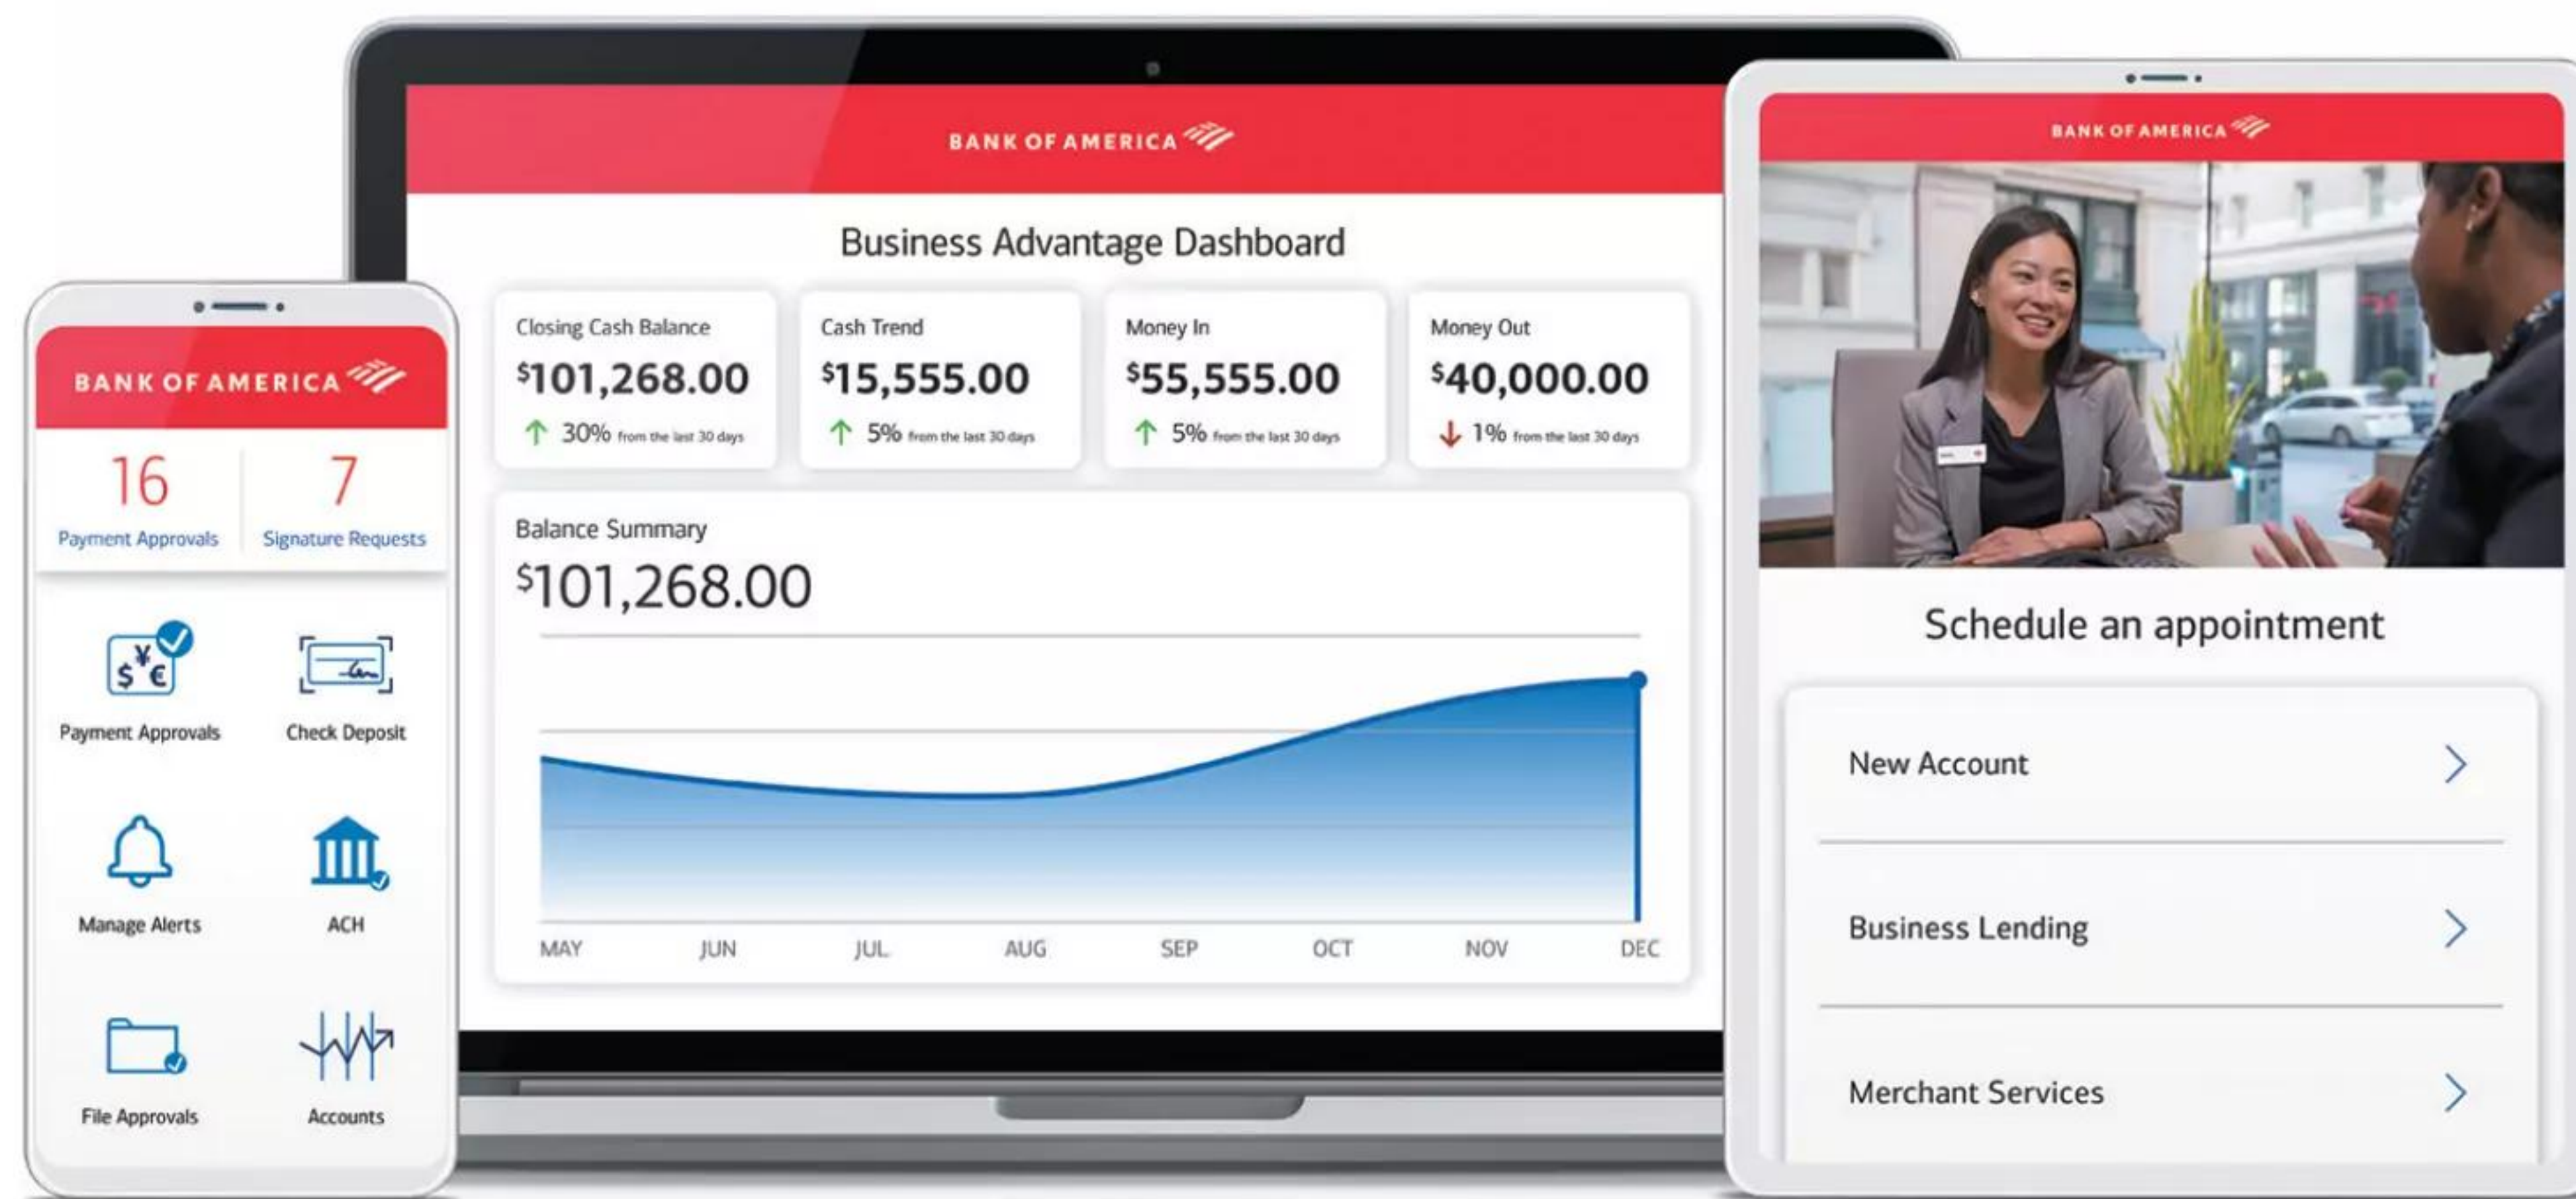 BANK OF AMERICA
16
7
Payment Approvals
Signature Requests
$ ¥ €
Payment Approvals
Check Deposit
Manage Alerts
ACH
File Approvals
Accounts
BANK OF AMERICA
Business Advantage Dashboard
Closing Cash Balance
$101,268.00
30% from the last 30 days
Cash Trend
$15,555.00
5% from the last 30 days
Money In
$55,555.00
5% from the last 30 days
Money Out
$40,000.00
1% from the last 30 days
Balance Summary
$101,268.00
MAY JUN JUL AUG SEP OCT NOV DEC
BANK OF AMERICA
Schedule an appointment
New Account
Business Lending
Merchant Services